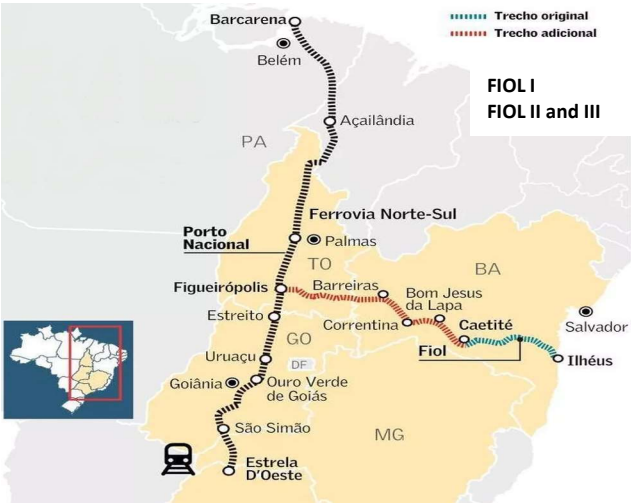 Barcarena
Belém
Trecho original
Trecho adicional
FIOL I
FIOL II and III
Açailândia
PA
Ferrovia Norte-Sul
Porto
Nacional
Palmas
TO
BA
Figueirópolis
Barreiras
Bom Jesus
da Lapa
Estreito
Correntina
Caetité
Salvador
GO
Fiol
Ilhéus
Uruaçu
DF
Goiânia
Ouro Verde
de Goiás
São Simão
MG
Estrela
D'Oeste